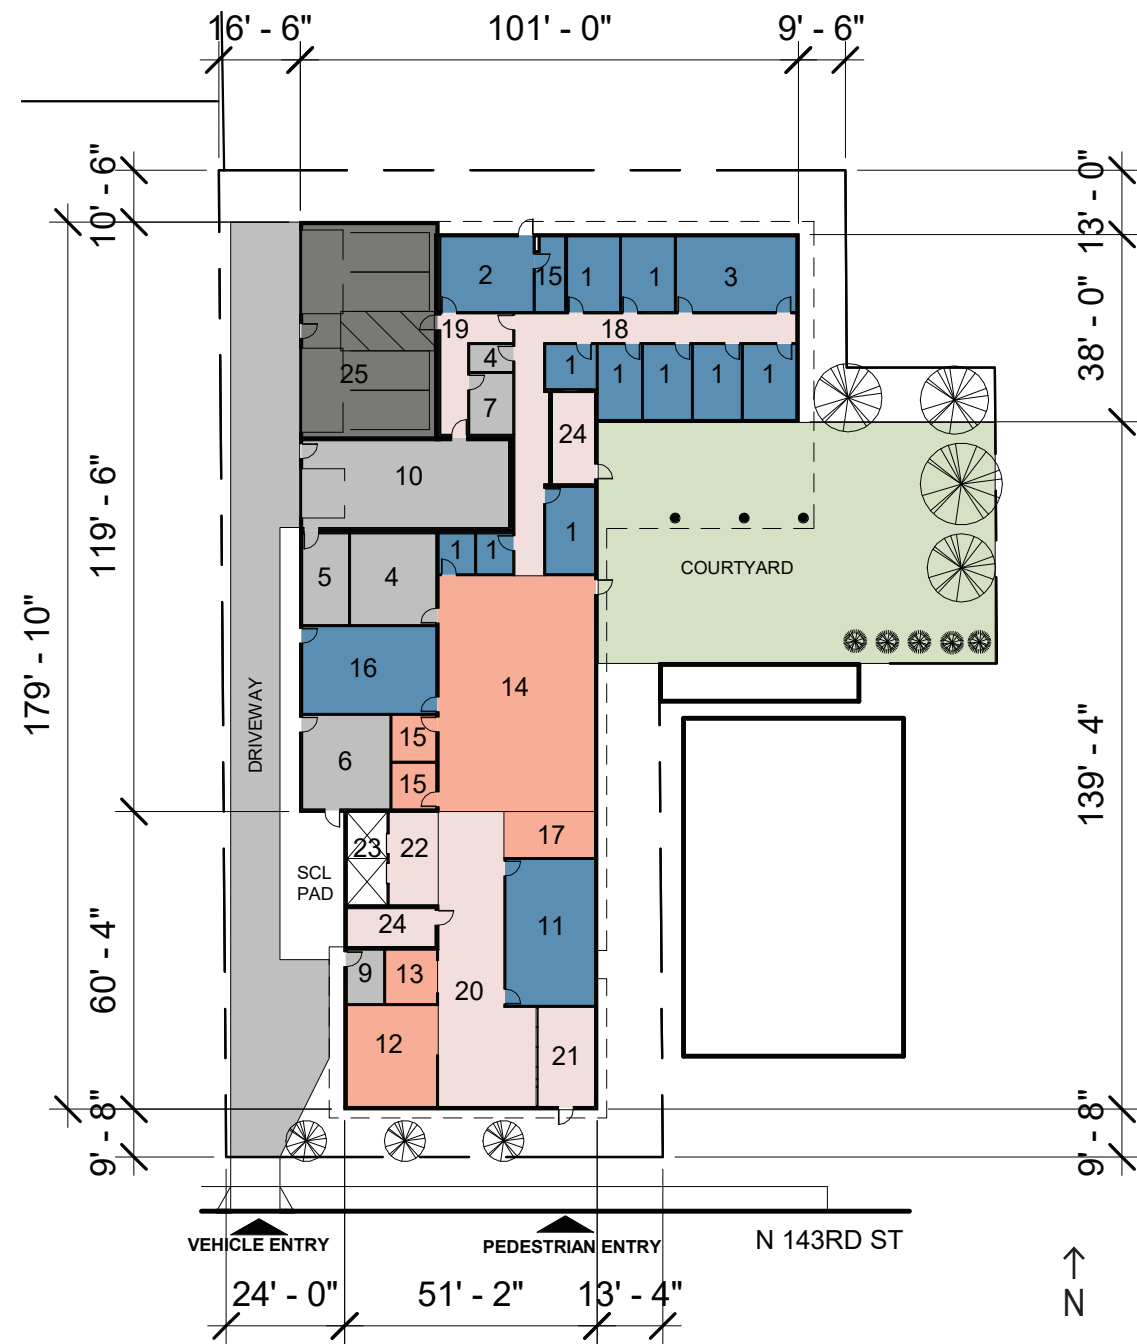 16' - 6"
101' - 0"
9' - 6"
10' - 6"
13' - 0"
2
15
1
1
3
19
18
38' - 0"
4
1
1
1
1
1
25
7
24
10
119' - 6"
1
1
1
5
4
COURTYARD
179' - 10"
16
14
DRIVEWAY
15
6
15
139' - 4"
17
23
22
SCL
PAD
24
11
60' - 4"
9
13
20
12
21
9' - 8"
9' - 8"
VEHICLE ENTRY
PEDESTRIAN ENTRY
N 143RD ST
24' - 0"
51' - 2"
13' - 4"
N